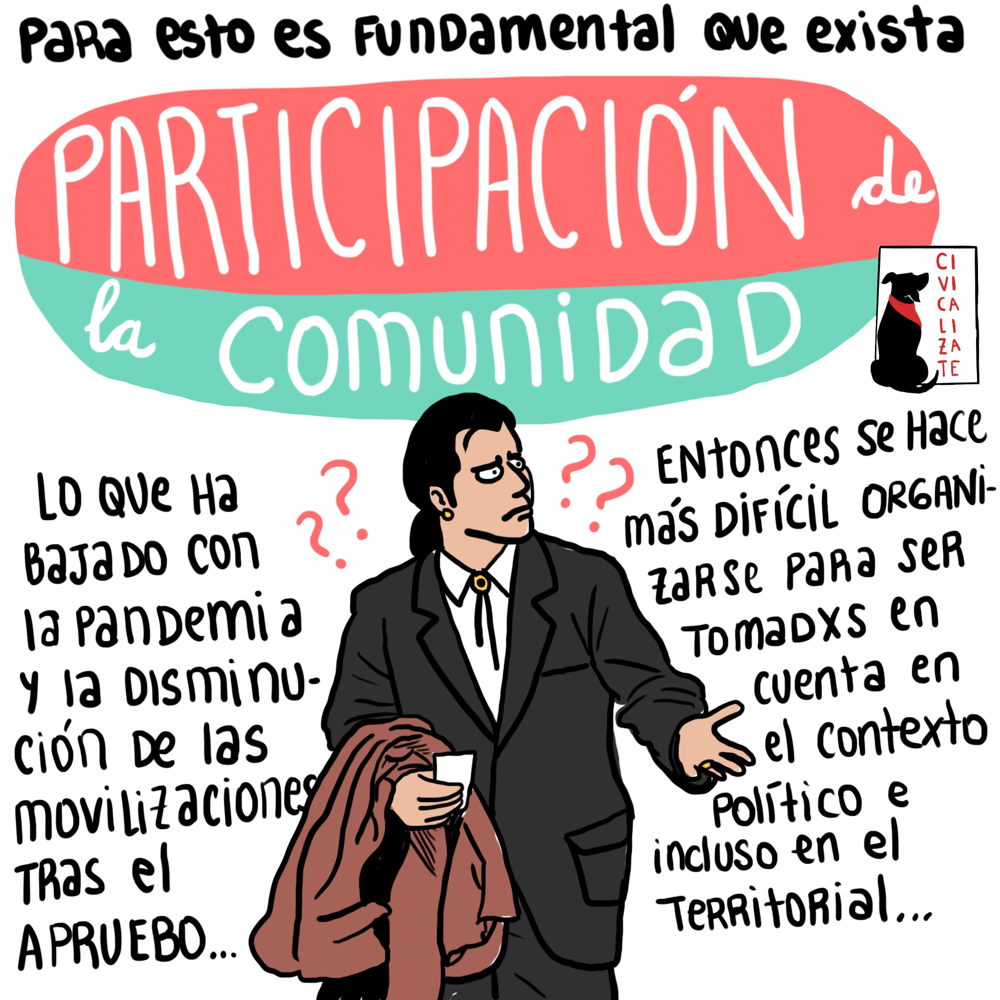 PaRa esto es FunDamental QUe exista
PARTICIPACIÓN de
la comuniDaD
CI
VI
CA
LI
ZA
TE
LO QUe Ha
BaJaDO con
la PanDemia
y la Disminu-
ción De las
movilizaciones
TRas el
APRUEBO...
ENtonces se Hace
más DiFíciL ORGANi-
zaRse PaRa seR
TomaDxs en
cuenta en
el contexto
Político e
incluso en el
TeRRitoRial...